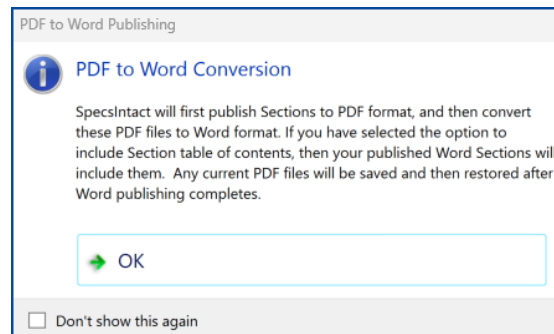 PDF to Word Publishing
PDF to Word Conversion
SpecsIntact will first publish Sections to PDF format, and then convert
these PDF files to Word format. If you have selected the option to
include Section table of contents, then your published Word Sections will
include them.  Any current PDF files will be saved and then restored after
Word publishing completes.
OK
Don't show this again